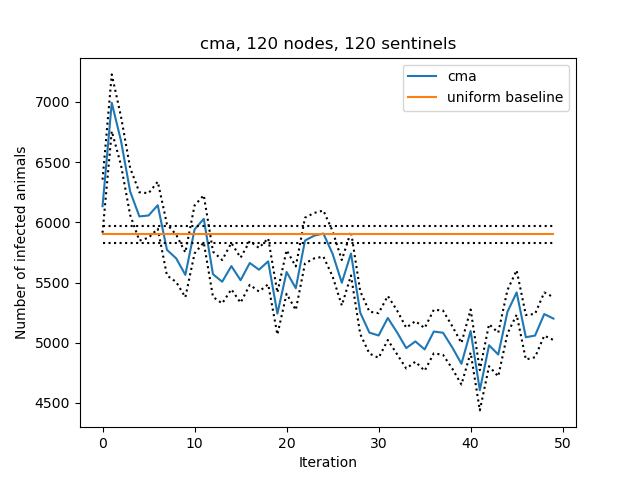 cma, 120 nodes, 120 sentinels
cma
uniform baseline
Number of infected animals
7000
6500
6000
5500
5000
4500
0 10 20 30 40 50
Iteration